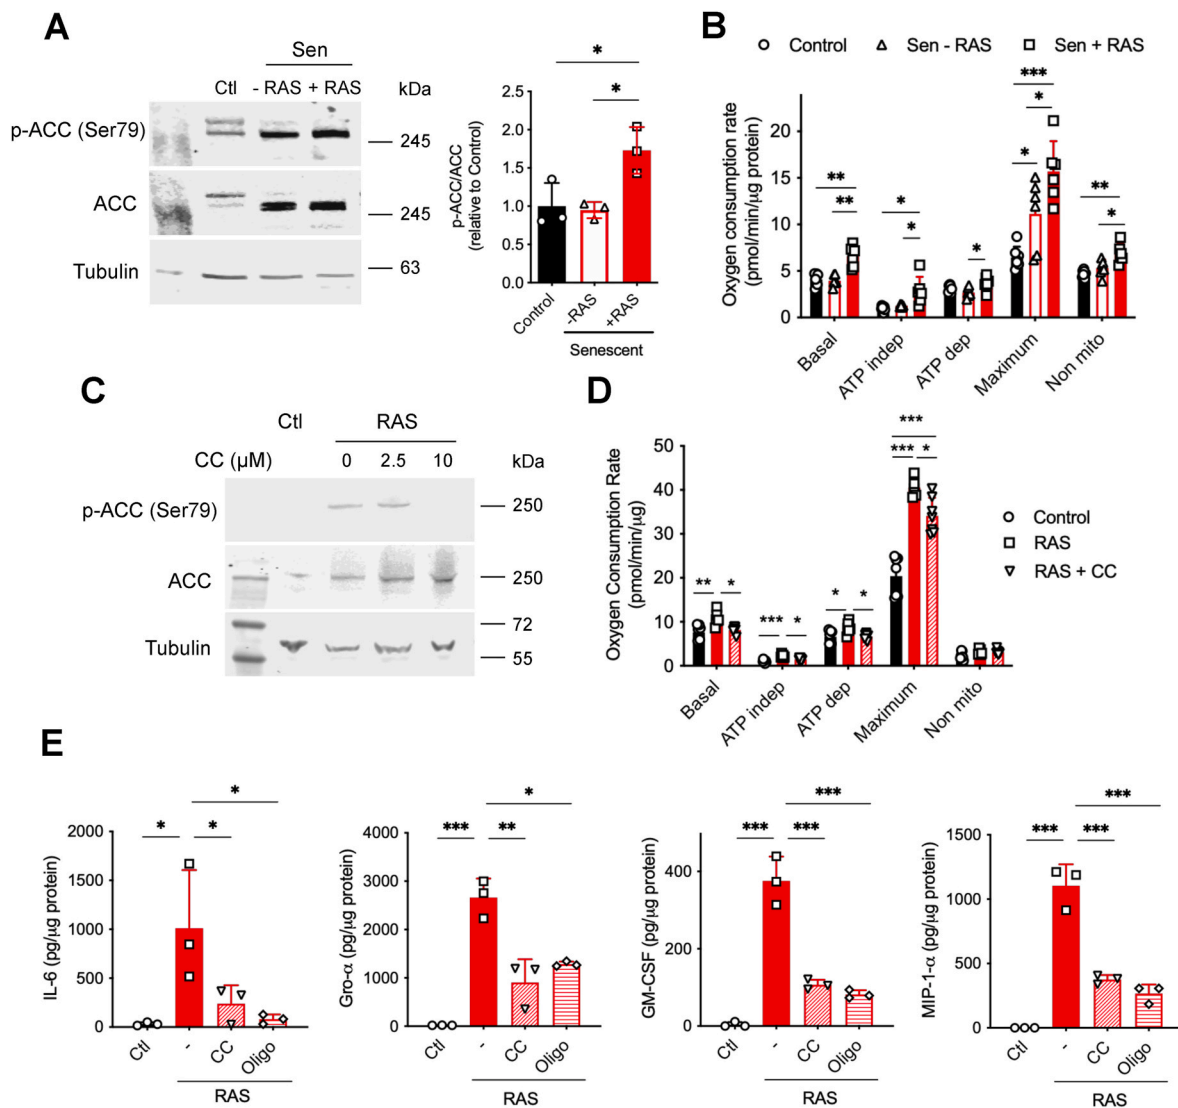 A
Sen
Ctl - RAS + RAS kDa
p-ACC (Ser79)
245
ACC
245
Tubulin
63
*
*
2.5
2.0
1.5
1.0
0.5
0.0
p-ACC/ACC
(relative to Control)
Control
-RAS
+RAS
Senescent
B
Control Sen - RAS Sen + RAS
Oxygen consumption rate
(pmol/min/μg protein)
20
15
10
5
0
**
**
*
*
*
***
*
*
**
*
Basal
ATP indep
ATP dep
Maximum
Non mito
C
Ctl RAS
CC (μM) 0 2.5 10 kDa
p-ACC (Ser79)
250
ACC
250
Tubulin
72
55
D
Oxygen Consumption Rate
(pmol/min/μg)
50
40
30
20
10
0
** *
*** *
* *
***
*** *
Control
RAS
RAS + CC
Basal
ATP indep
ATP dep
Maximum
Non mito
E
IL-6 (pg/μg protein)
2000
1500
1000
500
0
*
* *
Ctl
-
CC
Oligo
RAS
Gro-α (pg/μg protein)
4000
3000
2000
1000
0
*
*** **
Ctl
-
CC
Oligo
RAS
GM-CSF (pg/μg protein)
400
200
0
***
*** ***
Ctl
-
CC
Oligo
RAS
MIP-1-α (pg/μg protein)
1500
1000
500
0
***
*** ***
Ctl
-
CC
Oligo
RAS